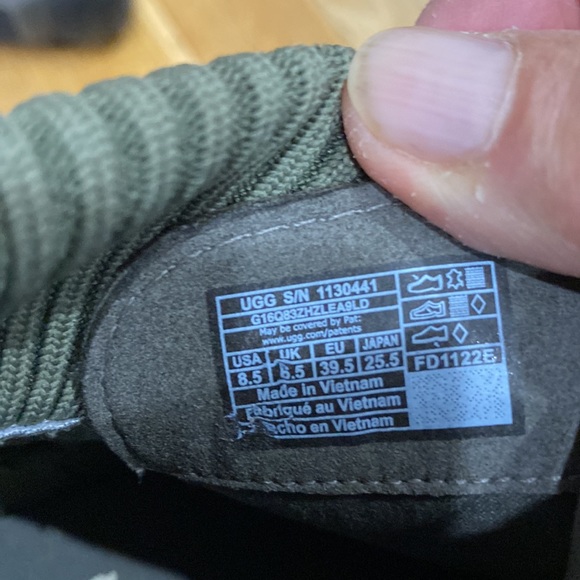 UGG S/N 1130441
G16Q83ZHZLEA9LD
May be covered by Pat:
www.ugg.com/patents
USA UK EU JAPAN
8.5 6.5 39.5 25.5
FD1122E
Made in Vietnam
Fabriqué au Vietnam
echo en Vietnam